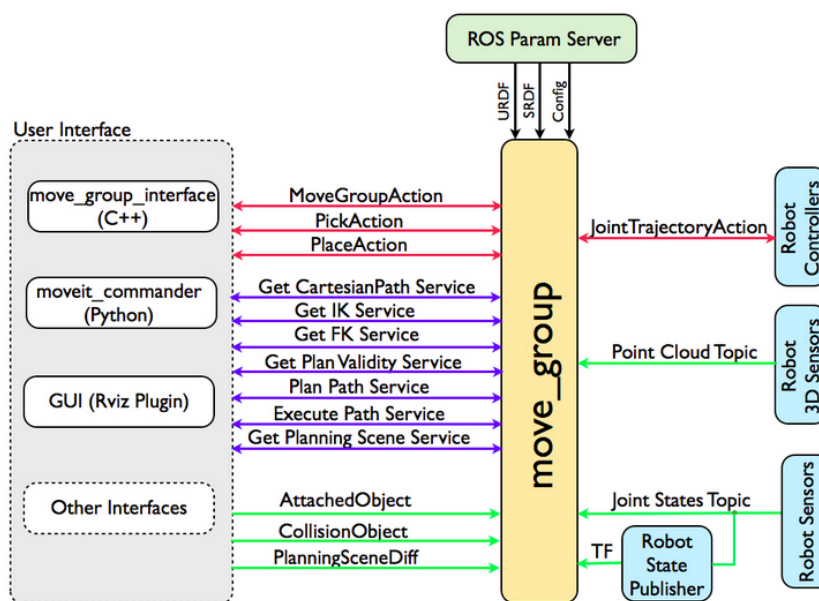 ROS Param Server
URDF
SRDF
Config
User Interface
move_group_interface
(C++)
moveit_commander
(Python)
GUI (Rviz Plugin)
Other Interfaces
MoveGroupAction
PickAction
PlaceAction
Get CartesianPath Service
Get IK Service
Get FK Service
Get Plan Validity Service
Plan Path Service
Execute Path Service
Get Planning Scene Service
AttachedObject
CollisionObject
PlanningSceneDiff
move_group
JointTrajectoryAction
Robot
Controllers
Point Cloud Topic
Robot
3D Sensors
Joint States Topic
TF
Robot
State
Publisher
Robot Sensors